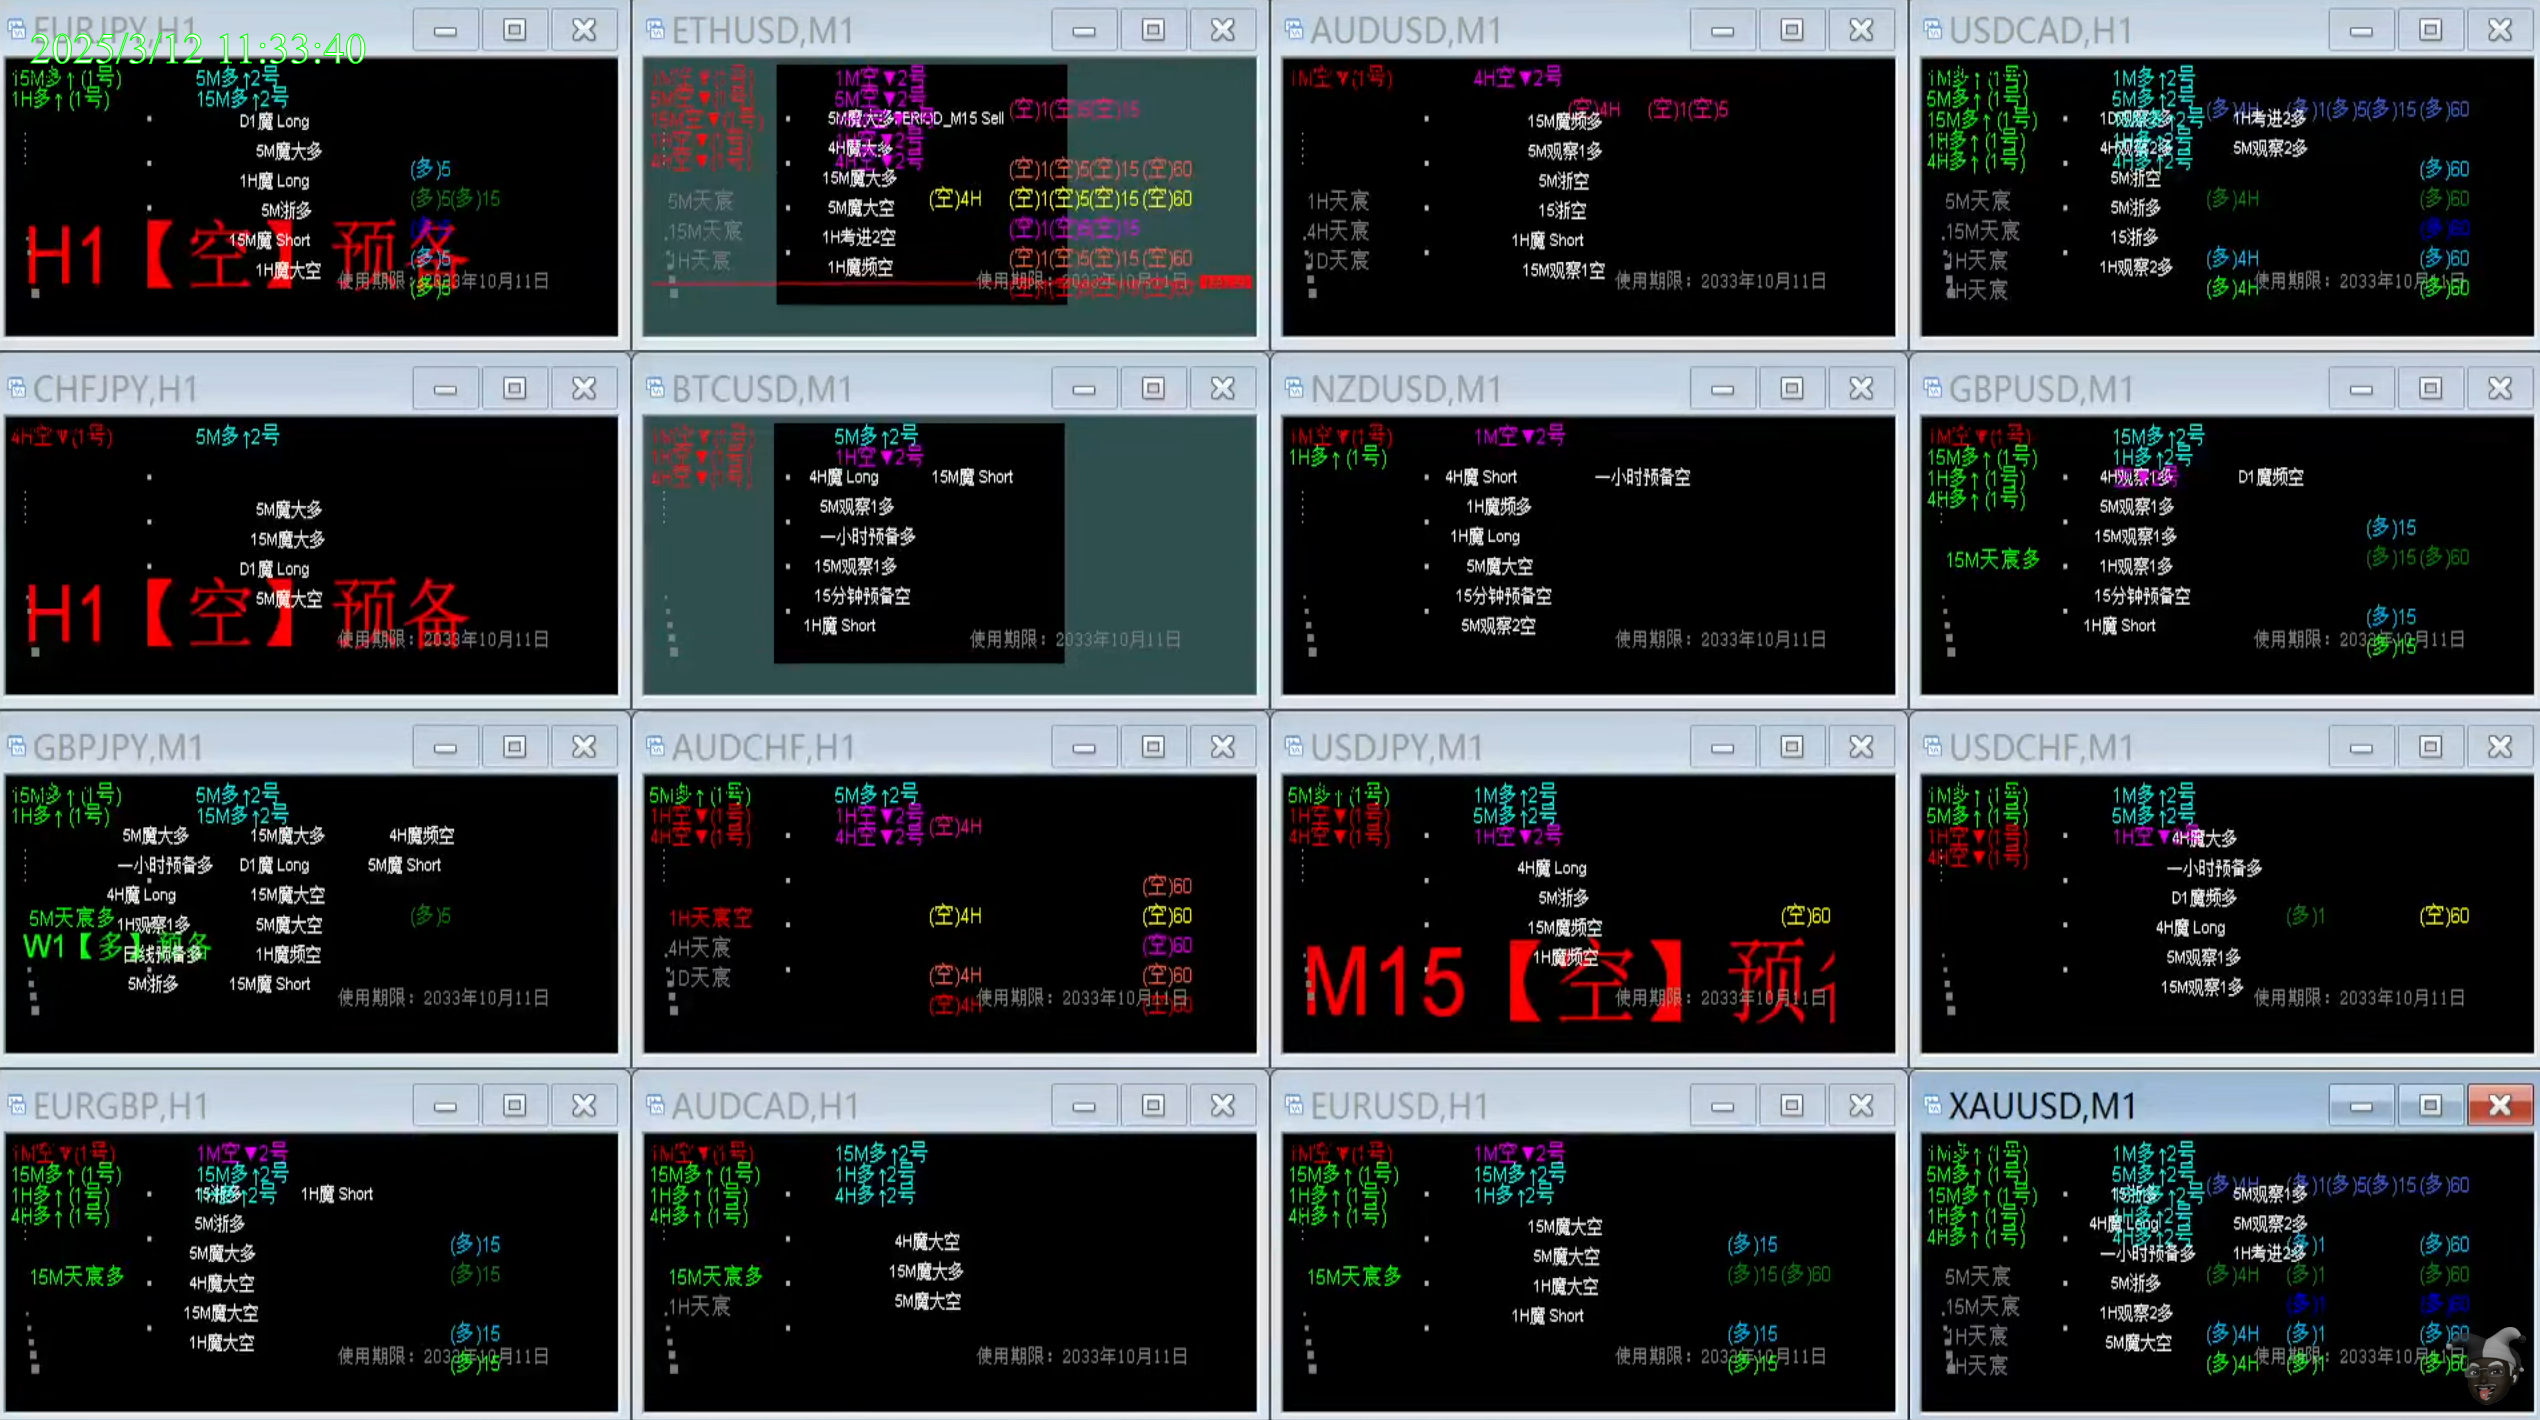 EURJPY,H1
2025/3/12 11:33:40
15M多↑(1号) 5M多↑2号
1H多↑(1号) 15M多↑2号
D1魔 Long
5M魔大多
(多)5
1H魔 Long
(多)5(多)15
5M浙多
H1【空】预备
15M魔 Short
(多)5
1H魔大空
使用期限：2033年10月11日
(多)5
ETHUSD,M1
1M空▼(1号) 1M空▼2号
5M空▼(1号) 5M空▼2号
15M空▼(1号)
1H空▼(1号) 1H空▼2号
4H空▼(1号) 4H空▼2号
(空)1(空)5(空)15
5M魔大多
PERIOD_M15 Sell
4H魔大多
(空)1(空)5(空)15(空)60
15M魔大多
5M天宸
(空)4H (空)1(空)5(空)15(空)60
5M魔大空
15M天宸
(空)1(空)5(空)15
1H考进2空
1H天宸
(空)1(空)5(空)15(空)60
1H魔频空
使用期限：2033年10月11日
AUDUSD,M1
1M空▼(1号) 4H空▼2号
(空)4H (空)1(空)5
15M魔频多
5M观察1多
5M浙空
1H天宸
15浙空
4H天宸
1H魔 Short
1D天宸
15M观察1空
使用期限：2033年10月11日
USDCAD,H1
1M多↑(1号) 1M多↑2号
5M多↑(1号) 5M多↑2号
15M多↑(1号)
1H多↑(1号)
4H多↑(1号) 4H多↑2号
(多)4H (多)1(多)5(多)15(多)60
1D观察2多 1H考进2多
4H观察2多 5M观察2多
(多)60
5M浙空
5M天宸
(多)4H (多)60
5M浙多
15M天宸
(多)60
15浙多
1H天宸
(多)4H (多)60
1H观察2多
4H天宸
(多)4H (多)60
使用期限：2033年10月11日
CHFJPY,H1
4H空▼(1号) 5M多↑2号
5M魔大多
15M魔大多
D1魔 Long
5M魔大空
H1【空】预备
使用期限：2033年10月11日
BTCUSD,M1
1M空▼(1号) 5M多↑2号
1H空▼(1号) 1H空▼2号
4H空▼(1号)
4H魔 Long 15M魔 Short
5M观察1多
一小时预备多
15M观察1多
15分钟预备空
1H魔 Short
使用期限：2033年10月11日
NZDUSD,M1
1M空▼(1号) 1M空▼2号
1H多↑(1号)
4H魔 Short 一小时预备空
1H魔频多
1H魔 Long
5M魔大空
15分钟预备空
5M观察2空
使用期限：2033年10月11日
GBPUSD,M1
1M空▼(1号) 15M多↑2号
15M多↑(1号) 1H多↑2号
1H多↑(1号)
4H多↑(1号)
4H观察1多 D1魔频空
5M观察1多
(多)15
15M观察1多
15M天宸多
(多)15(多)60
1H观察1多
15分钟预备空
(多)15
1H魔 Short
使用期限：2033年10月11日
(多)15
GBPJPY,M1
15M多↑(1号) 5M多↑2号
1H多↑(1号) 15M多↑2号
5M魔大多 15M魔大多 4H魔频空
一小时预备多 D1魔 Long 5M魔 Short
4H魔 Long 15M魔大空
5M天宸多
(多)5
1H观察1多 5M魔大空
W1【多】预备
日线预备多 1H魔频空
5M浙多 15M魔 Short
使用期限：2033年10月11日
AUDCHF,H1
5M多↑(1号) 5M多↑2号
1H空▼(1号) 1H空▼2号
4H空▼(1号) 4H空▼2号
(空)4H
(空)60
1H天宸空
(空)4H (空)60
4H天宸
(空)60
1D天宸
(空)4H (空)60
(空)4H (空)60
使用期限：2033年10月11日
USDJPY,M1
5M多↑(1号) 1M多↑2号
1H空▼(1号) 5M多↑2号
4H空▼(1号) 1H空▼2号
4H魔 Long
5M浙多
(空)60
15M魔频空
1H魔频空
M15【空】预
使用期限：2033年10月11日
USDCHF,M1
1M多↑(1号) 1M多↑2号
5M多↑(1号) 5M多↑2号
1H空▼(1号) 1H空▼
4H空▼(1号)
4H魔大多
一小时预备多
D1魔频多
(多)1 (空)60
4H魔 Long
5M观察1多
15M观察1多
使用期限：2033年10月11日
EURGBP,H1
1M空▼(1号) 1M空▼2号
15M多↑(1号) 15M多↑2号
1H多↑(1号)
4H多↑(1号)
15浙多 1H魔 Short
5M浙多
(多)15
5M魔大多
15M天宸多
(多)15
4H魔大空
15M魔大空
(多)15
1H魔大空
使用期限：2033年10月11日
(多)15
AUDCAD,H1
1M空▼(1号) 15M多↑2号
15M多↑(1号) 1H多↑2号
1H多↑(1号) 4H多↑2号
4H多↑(1号)
4H魔大空
15M魔大多
15M天宸多
5M魔大空
1H天宸
使用期限：2033年10月11日
EURUSD,H1
1M空▼(1号) 1M空▼2号
15M多↑(1号) 15M多↑2号
1H多↑(1号) 1H多↑2号
4H多↑(1号)
15M魔大空
(多)15
5M魔大空
15M天宸多
(多)15(多)60
1H魔大空
1H魔 Short
(多)15
使用期限：2033年10月11日
(多)15
XAUUSD,M1
1M多↑(1号) 1M多↑2号
5M多↑(1号) 5M多↑2号
15M多↑(1号)
1H多↑(1号) 1H多↑2号
4H多↑(1号)
(多)4H (多)1(多)5(多)15(多)60
15浙多 5M观察1多
4H魔 Long 5M观察2多
(多)1 (多)60
一小时预备多 1H考进2多
5M天宸
(多)4H (多)1 (多)60
5M浙多
15M天宸
(多)1 (多)60
1H观察2多
1H天宸
(多)4H (多)1 (多)60
5M魔大空
4H天宸
(多)4H (多)1 (多)60
使用期限：2033年10月11日